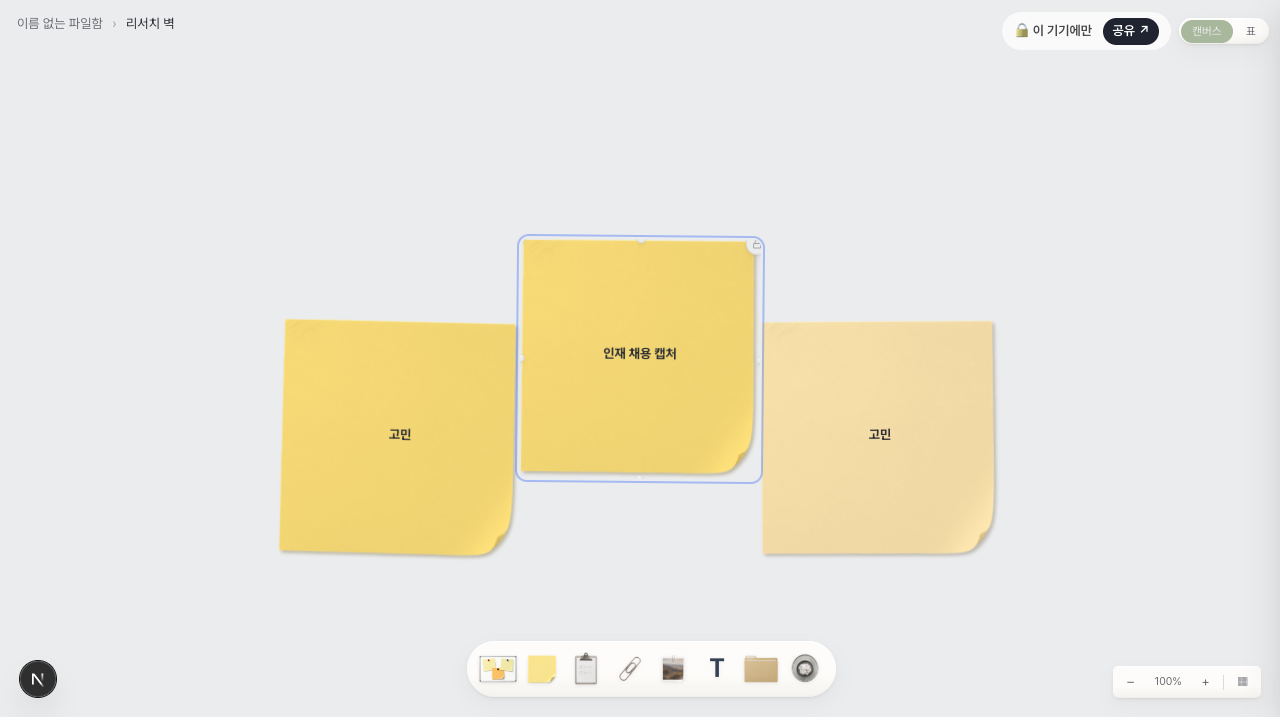 이름 없는 파일함 › 리서치 벽
이 기기에만
공유 ↗
캔버스
표
인재 채용 캡처
고민
고민
N
T
− 100% +